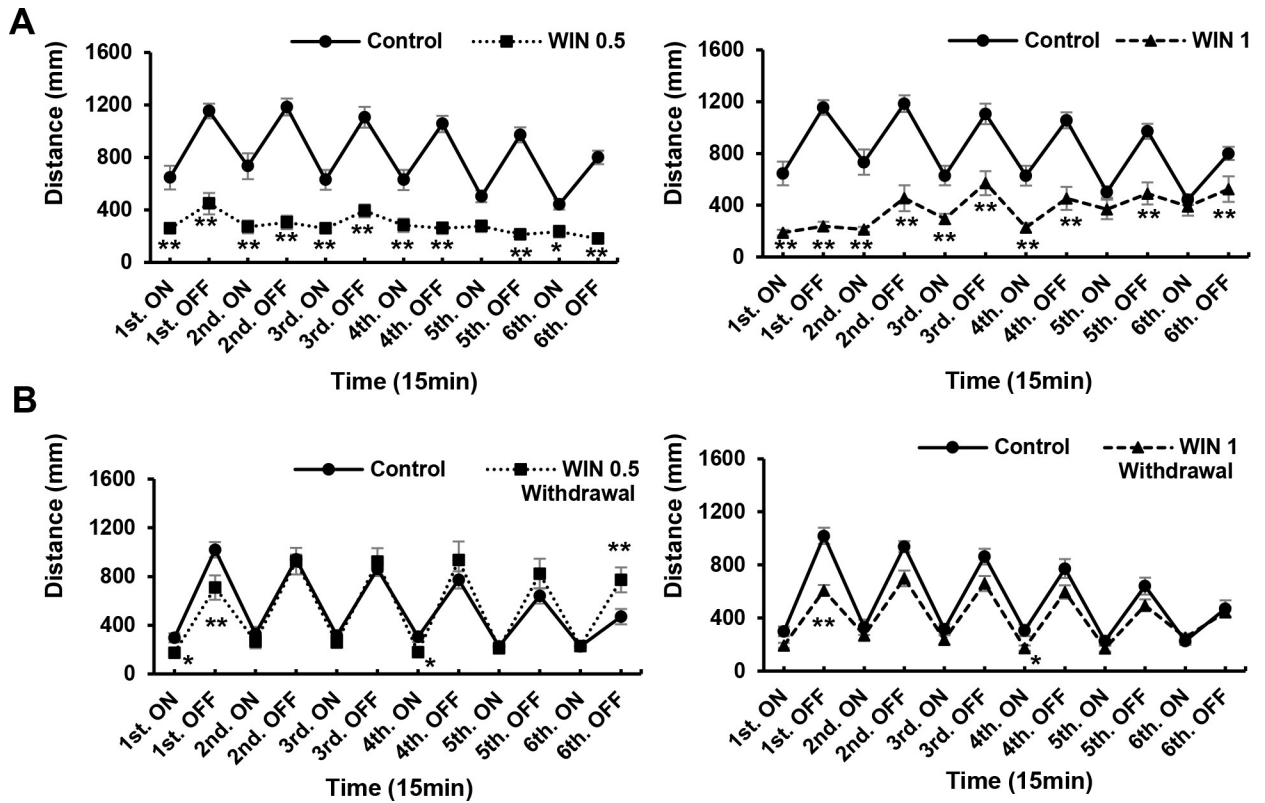 A
Control WIN 0.5
Distance (mm)
1600
1200
800
400
0
** ** ** ** ** ** ** ** ** * **
1st. ON 1st. OFF 2nd. ON 2nd. OFF 3rd. ON 3rd. OFF 4th. ON 4th. OFF 5th. ON 5th. OFF 6th. ON 6th. OFF
Time (15min)
Control WIN 1
Distance (mm)
1600
1200
800
400
0
** ** ** ** ** ** ** ** ** **
1st. ON 1st. OFF 2nd. ON 2nd. OFF 3rd. ON 3rd. OFF 4th. ON 4th. OFF 5th. ON 5th. OFF 6th. ON 6th. OFF
Time (15min)
B
Control WIN 0.5
Withdrawal
Distance (mm)
1600
1200
800
400
0
* ** * **
1st. ON 1st. OFF 2nd. ON 2nd. OFF 3rd. ON 3rd. OFF 4th. ON 4th. OFF 5th. ON 5th. OFF 6th. ON 6th. OFF
Time (15min)
Control WIN 1
Withdrawal
Distance (mm)
1600
1200
800
400
0
** *
1st. ON 1st. OFF 2nd. ON 2nd. OFF 3rd. ON 3rd. OFF 4th. ON 4th. OFF 5th. ON 5th. OFF 6th. ON 6th. OFF
Time (15min)